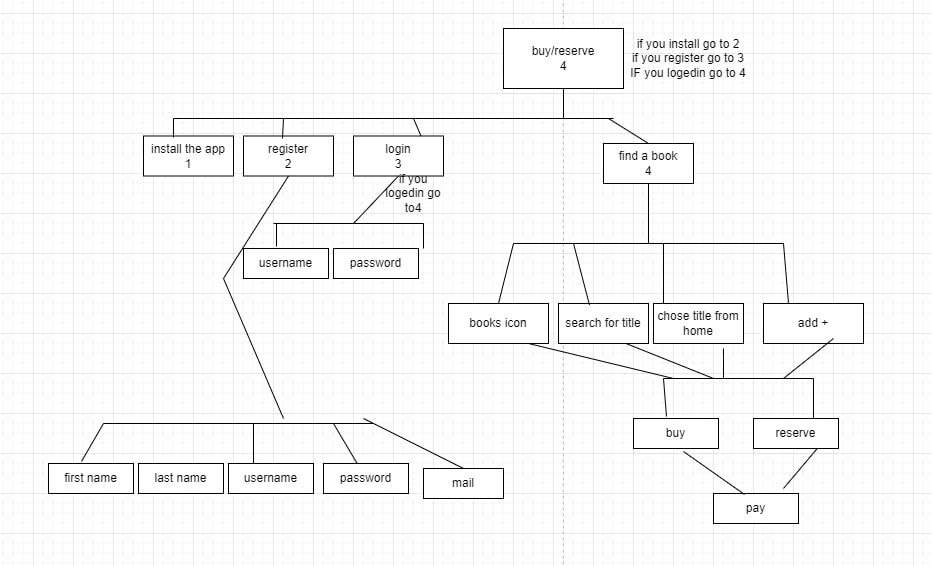 buy/reserve
4
if you install go to 2
if you register go to 3
IF you logedin go to 4
install the app
1
register
2
login
3
if you
logedin go
to4
find a book
4
username
password
books icon
search for title
chose title from
home
add +
buy
reserve
first name
last name
username
password
mail
pay